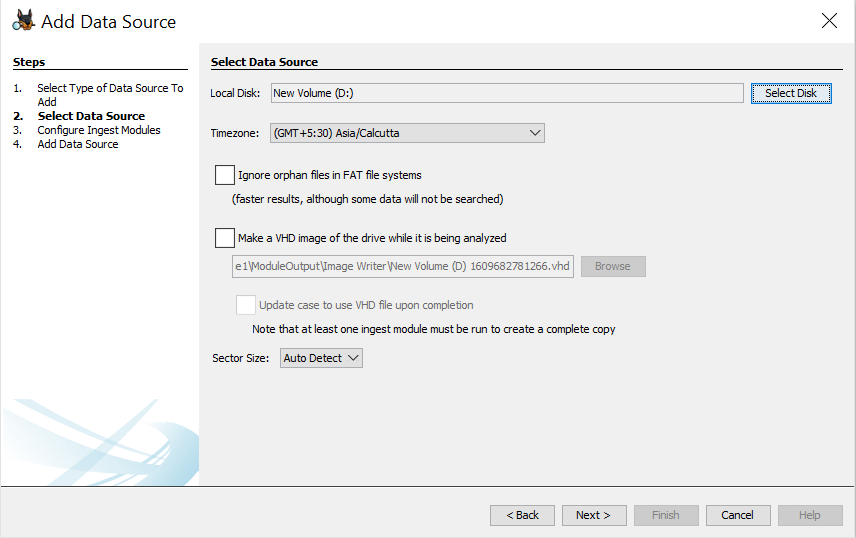 Add Data Source
Steps
1. Select Type of Data Source To
Add
2. Select Data Source
3. Configure Ingest Modules
4. Add Data Source
Select Data Source
Local Disk: New Volume (D:) Select Disk
Timezone: (GMT+5:30) Asia/Calcutta
Ignore orphan files in FAT file systems
(faster results, although some data will not be searched)
Make a VHD image of the drive while it is being analyzed
e1\ModuleOutput\Image Writer\New Volume (D) 1609682781266.vhd Browse
Update case to use VHD file upon completion
Note that at least one ingest module must be run to create a complete copy
Sector Size: Auto Detect
< Back Next > Finish Cancel Help